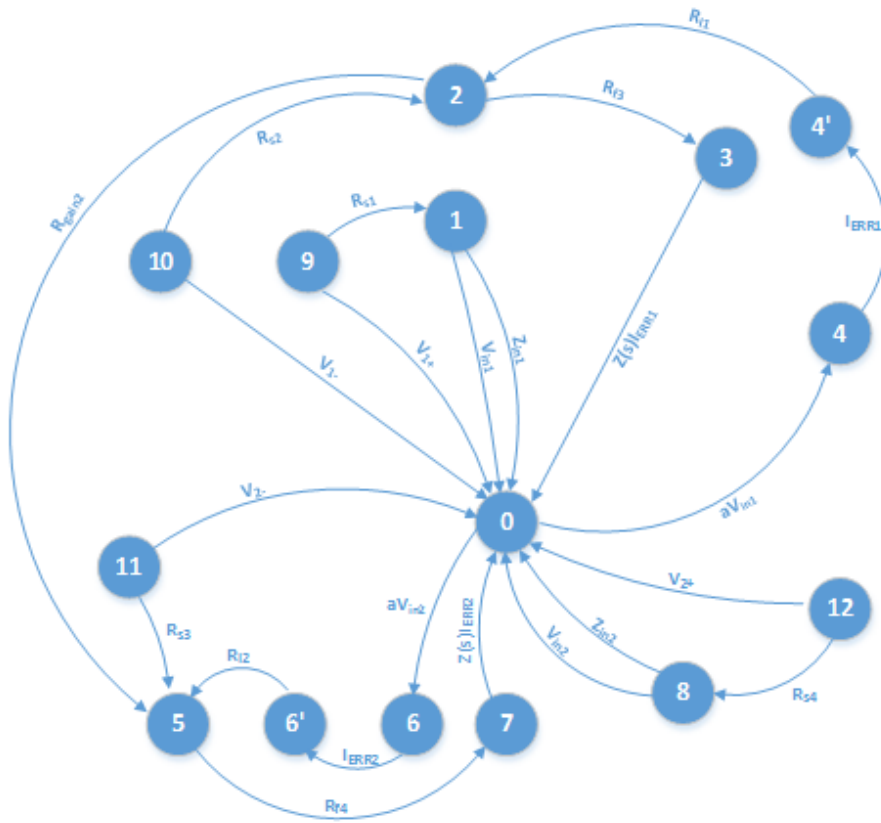 R_i1
2
R_f3
4'
R_s2
3
R_gain2
R_s1
1
I_ERR1
10
9
V_1-
V_1+
V_in1
Z_in1
Z(s)I_ERR1
4
V_2-
0
aV_in1
11
aV_in2
Z(s)I_ERR2
V_2+
12
R_s3
V_in2
Z_in2
R_i2
8
R_s4
5
6'
6
7
I_ERR2
R_f4